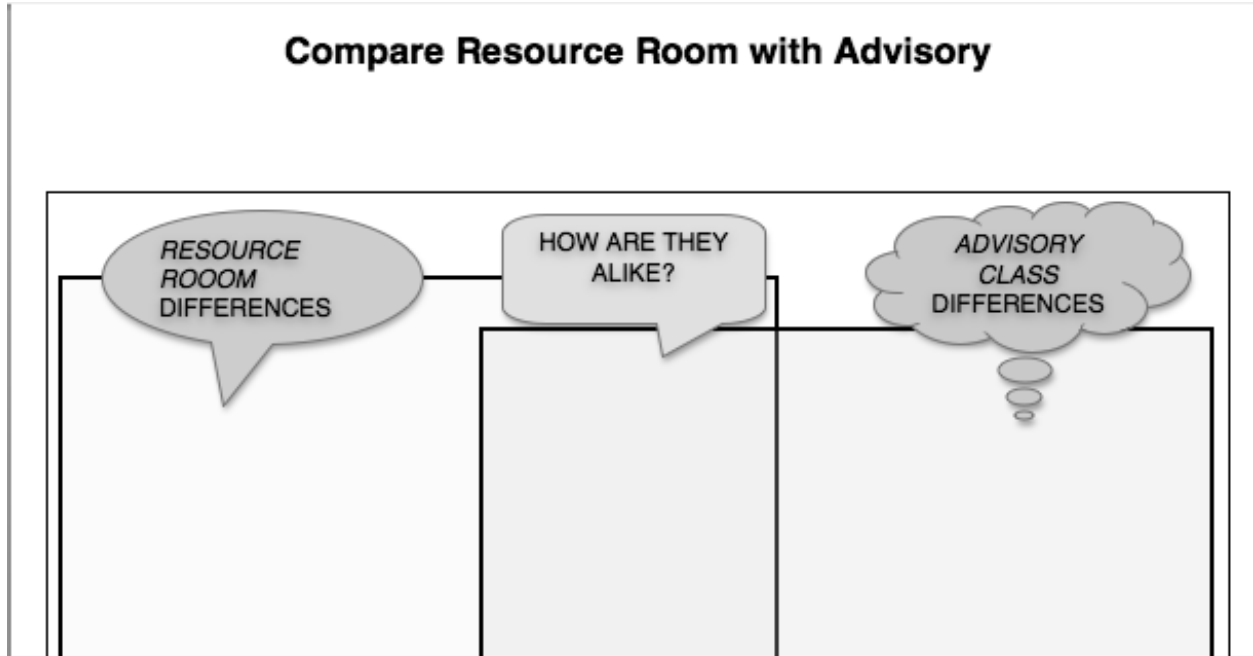 Compare Resource Room with Advisory
RESOURCE
ROOOM
DIFFERENCES
HOW ARE THEY
ALIKE?
ADVISORY
CLASS
DIFFERENCES